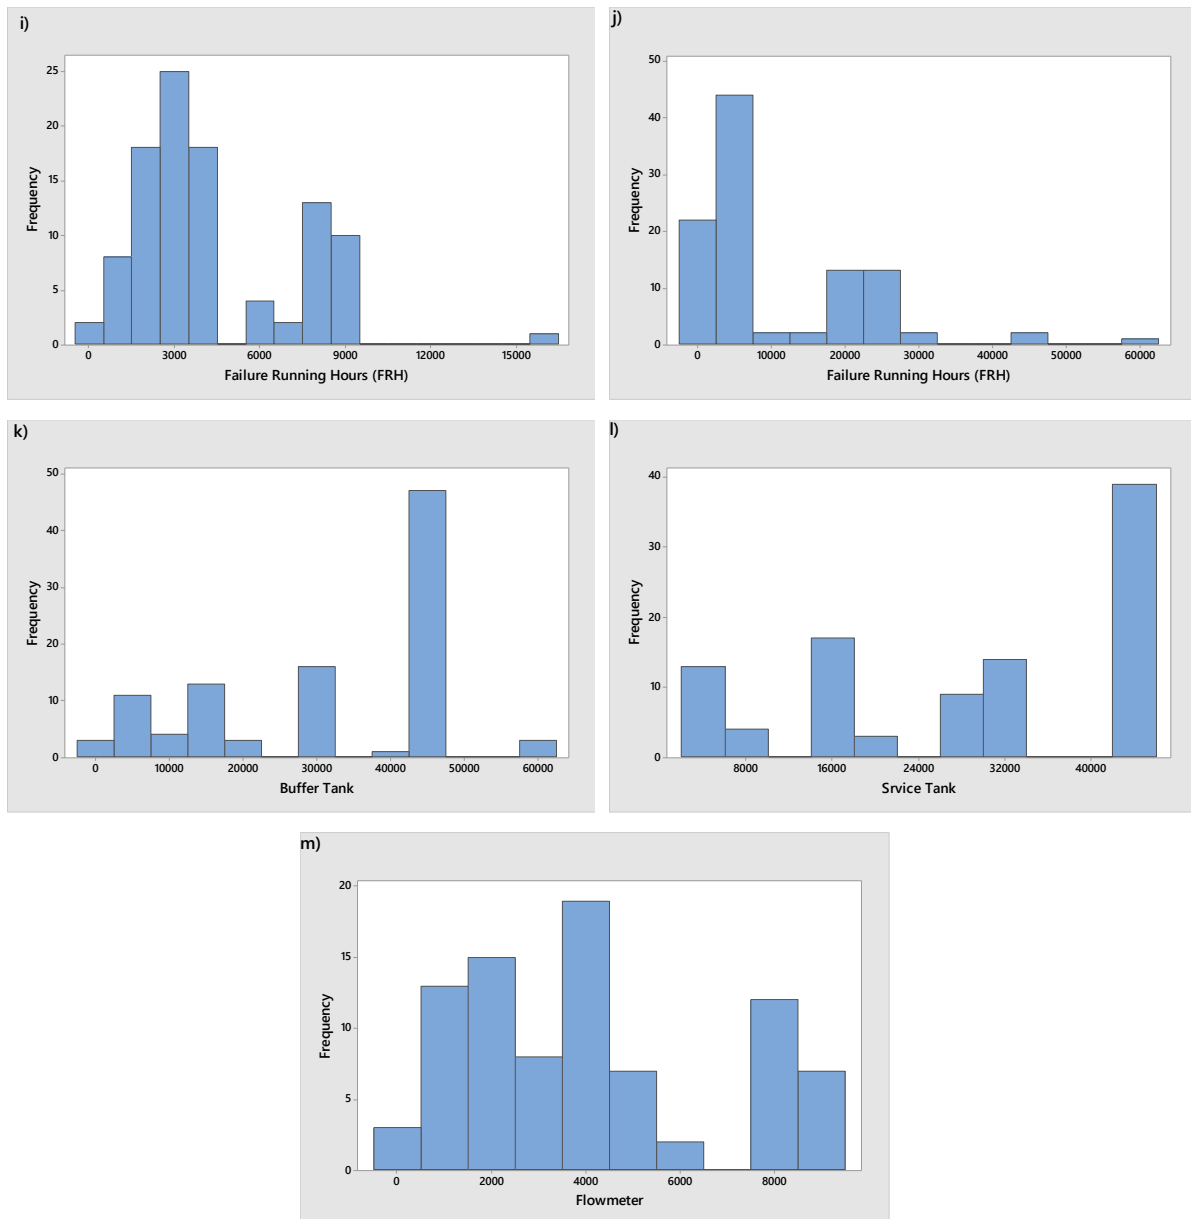 i)
25
20
15
10
5
0
Frequency
0 3000 6000 9000 12000 15000
Failure Running Hours (FRH)
j)
50
40
30
20
10
0
Frequency
0 10000 20000 30000 40000 50000 60000
Failure Running Hours (FRH)
k)
50
40
30
20
10
0
Frequency
0 10000 20000 30000 40000 50000 60000
Buffer Tank
l)
40
30
20
10
0
Frequency
8000 16000 24000 32000 40000
Srvice Tank
m)
20
15
10
5
0
Frequency
0 2000 4000 6000 8000
Flowmeter